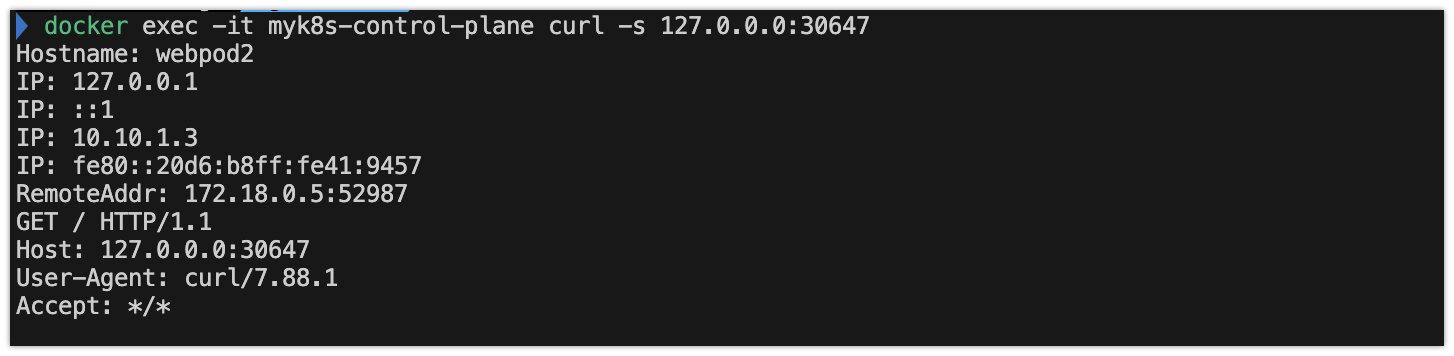 docker exec -it myk8s-control-plane curl -s 127.0.0.0:30647
Hostname: webpod2
IP: 127.0.0.1
IP: ::1
IP: 10.10.1.3
IP: fe80::20d6:b8ff:fe41:9457
RemoteAddr: 172.18.0.5:52987
GET / HTTP/1.1
Host: 127.0.0.0:30647
User-Agent: curl/7.88.1
Accept: */*